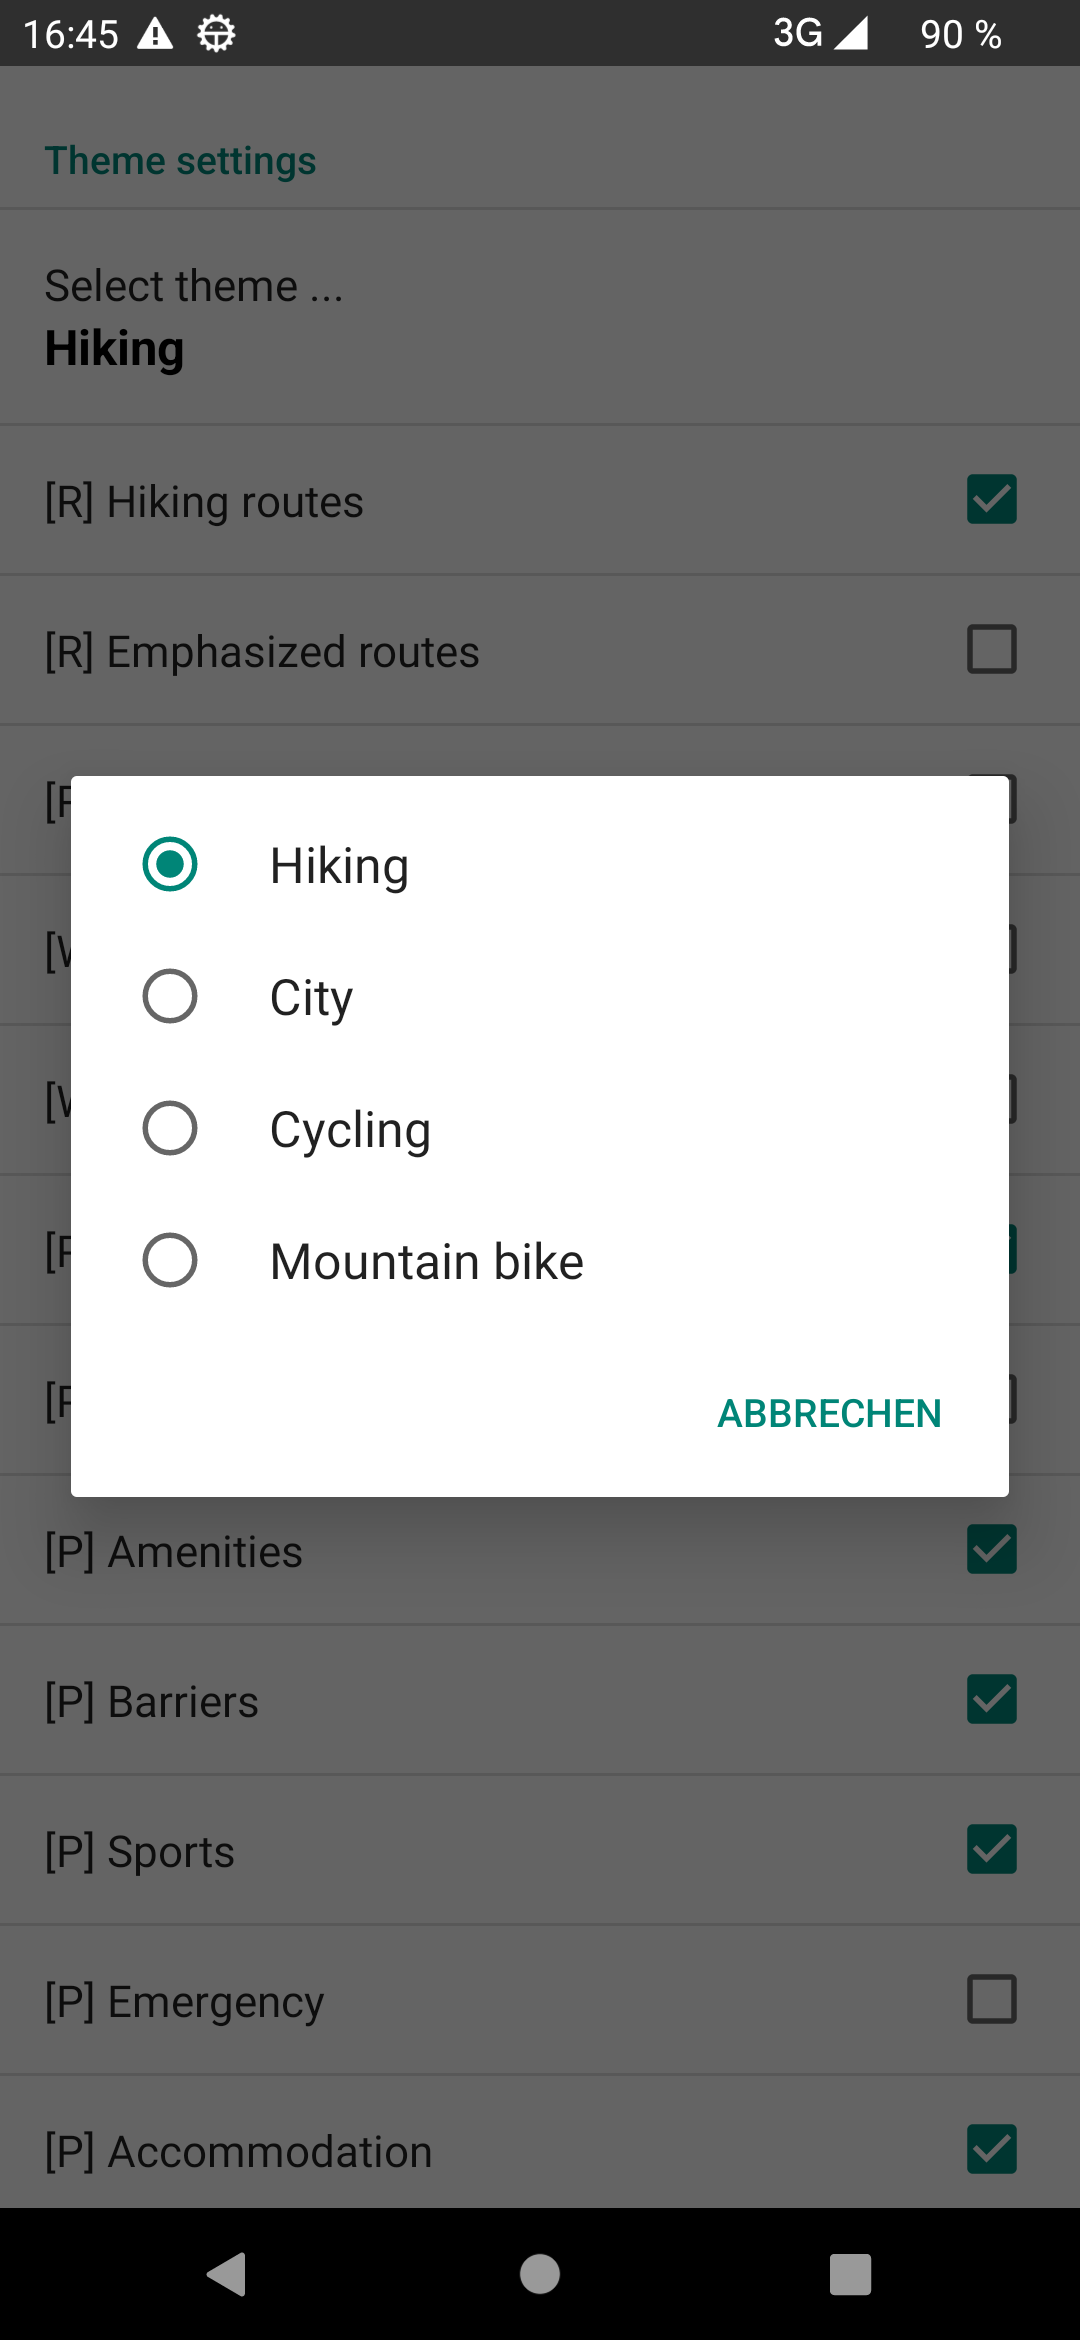 16:45 3G 90 %
Theme settings
Select theme ...
Hiking
[R] Hiking routes
[R] Emphasized routes
Hiking
City
Cycling
Mountain bike
ABBRECHEN
[P] Amenities
[P] Barriers
[P] Sports
[P] Emergency
[P] Accommodation